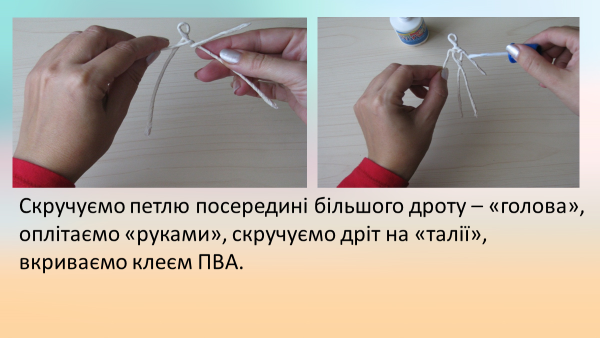 Скручуємо петлю посередині більшого дроту – «голова»,
оплітаємо «руками», скручуємо дріт на «талії»,
вкриваємо клеєм ПВА.